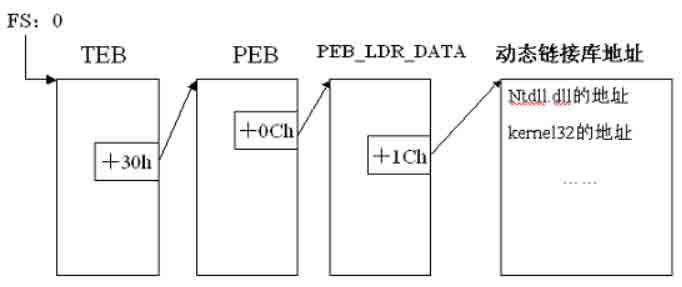 FS: 0
TEB
PEB
PEB_LDR_DATA
动态链接库地址
+30h
+0Ch
+1Ch
Ntdll.dll的地址
kernel32的地址
……